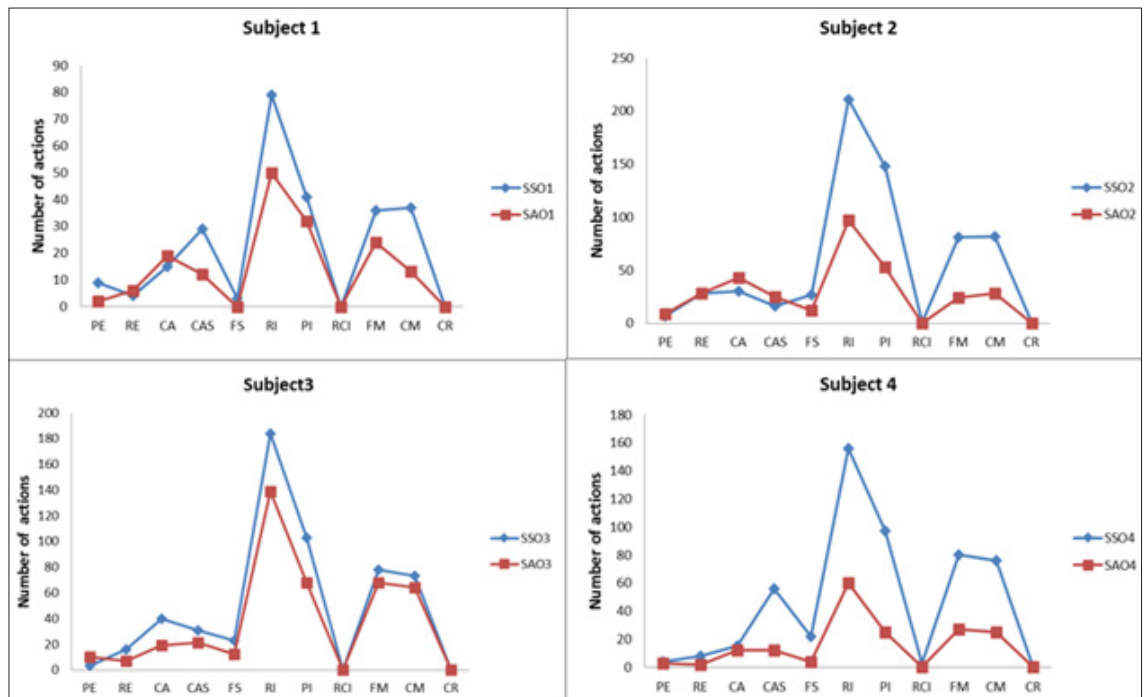 Subject 1
Number of actions
90
80
70
60
50
40
30
20
10
0
PE RE CA CAS FS RI PI RCI FM CM CR
SSO1
SAO1
Subject 2
Number of actions
250
200
150
100
50
0
PE RE CA CAS FS RI PI RCI FM CM CR
SSO2
SAO2
Subject3
Number of actions
200
180
160
140
120
100
80
60
40
20
0
PE RE CA CAS FS RI PI RCI FM CM CR
SSO3
SAO3
Subject 4
Number of actions
180
160
140
120
100
80
60
40
20
0
PE RE CA CAS FS RI PI RCI FM CM CR
SSO4
SAO4